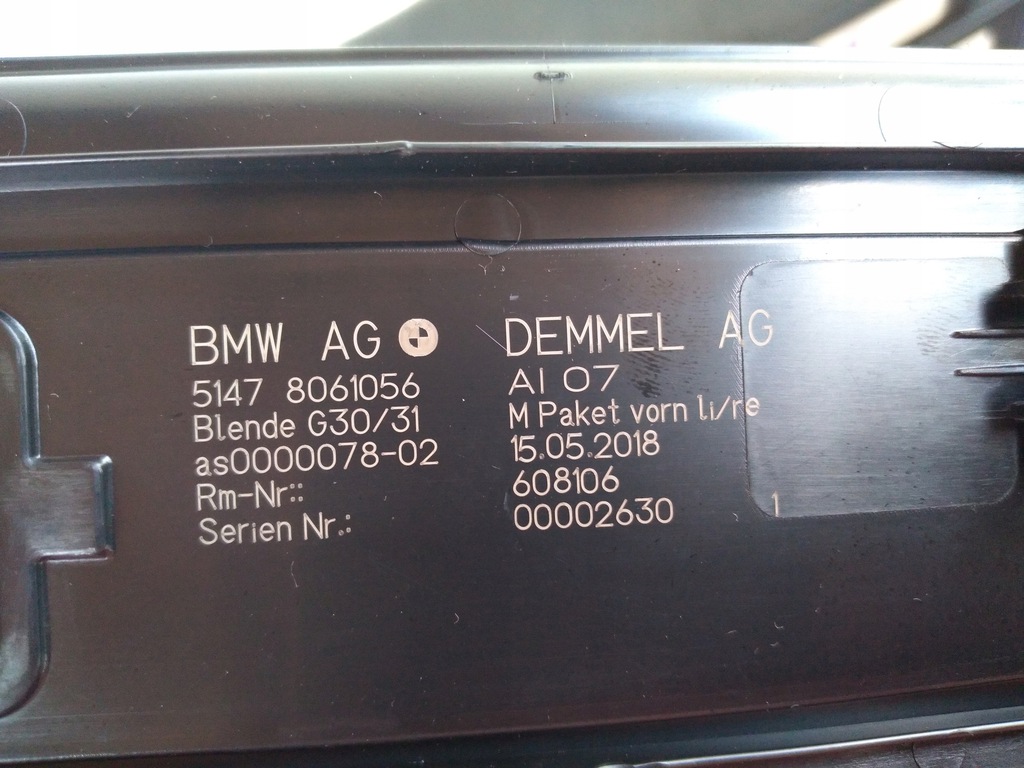 BMW AG DEMMEL AG
5147 8061056 AI 07
Blende G30/31 M Paket vorn li/re
as0000078-02 15.05.2018
Rm-Nr:: 608106
Serien Nr.: 00002630 1